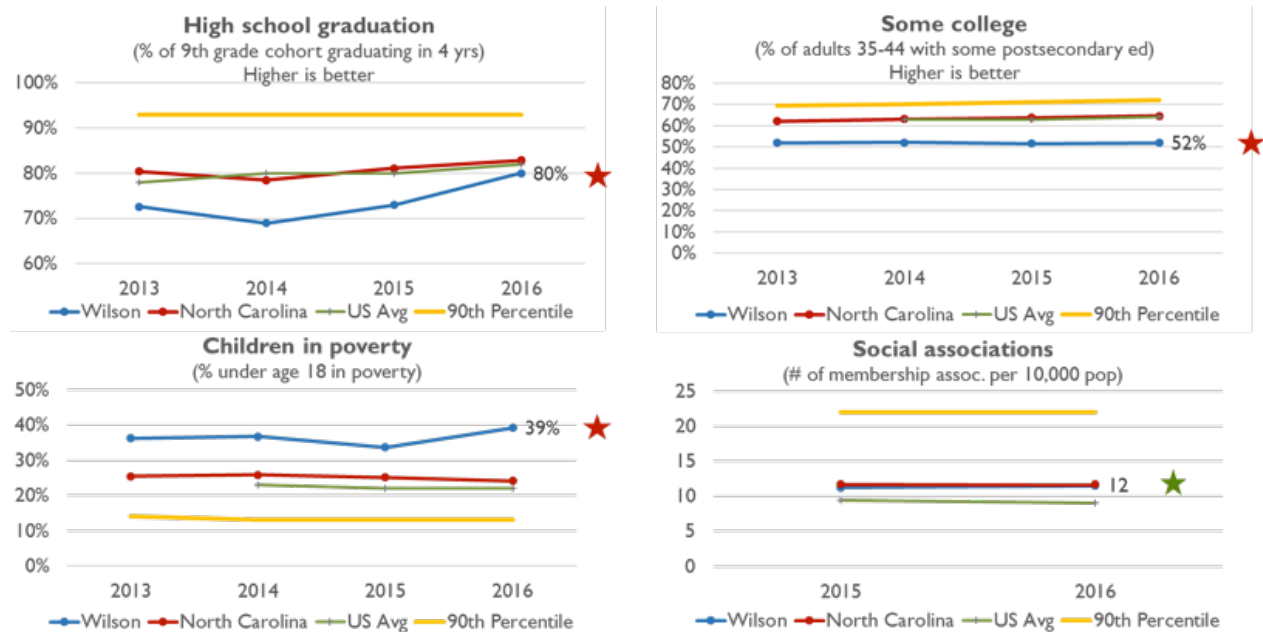 High school graduation
(% of 9th grade cohort graduating in 4 yrs)
Higher is better
100%
90%
80%
80%
70%
60%
2013 2014 2015 2016
Wilson North Carolina US Avg 90th Percentile
Some college
(% of adults 35-44 with some postsecondary ed)
Higher is better
80%
70%
60%
50%
52%
40%
30%
20%
10%
0%
2013 2014 2015 2016
Wilson North Carolina US Avg 90th Percentile
Children in poverty
(% under age 18 in poverty)
50%
40%
39%
30%
20%
10%
0%
2013 2014 2015 2016
Wilson North Carolina US Avg 90th Percentile
Social associations
(# of membership assoc. per 10,000 pop)
25
20
15
12
10
5
0
2015 2016
Wilson North Carolina US Avg 90th Percentile